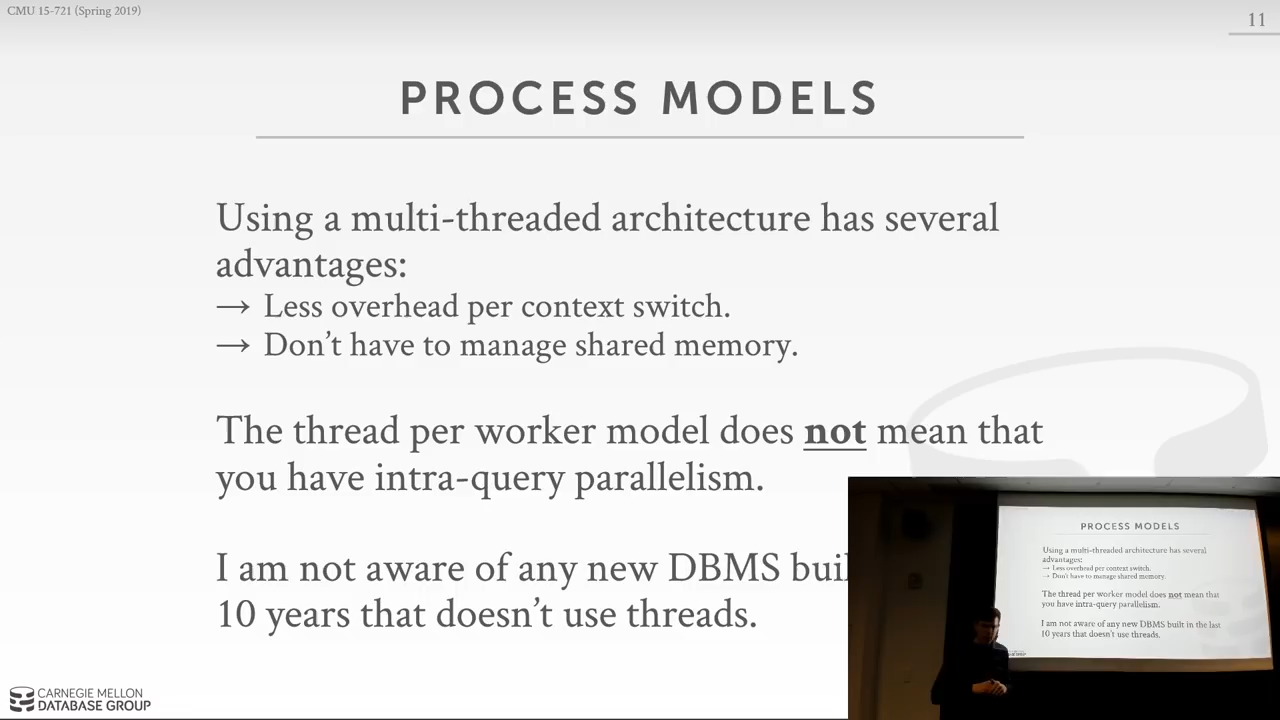 CMU 15-721 (Spring 2019)
11
PROCESS MODELS
Using a multi-threaded architecture has several
advantages:
→ Less overhead per context switch.
→ Don't have to manage shared memory.
The thread per worker model does not mean that
you have intra-query parallelism.
I am not aware of any new DBMS buil
10 years that doesn't use threads.
CARNEGIE MELLON
DATABASE GROUP
PROCESS MODELS
Using a multi-threaded architecture has several
advantages:
→ Less overhead per context switch.
→ Don't have to manage shared memory.
The thread per worker model does not mean that
you have intra-query parallelism.
I am not aware of any new DBMS built in the last
10 years that doesn't use threads.